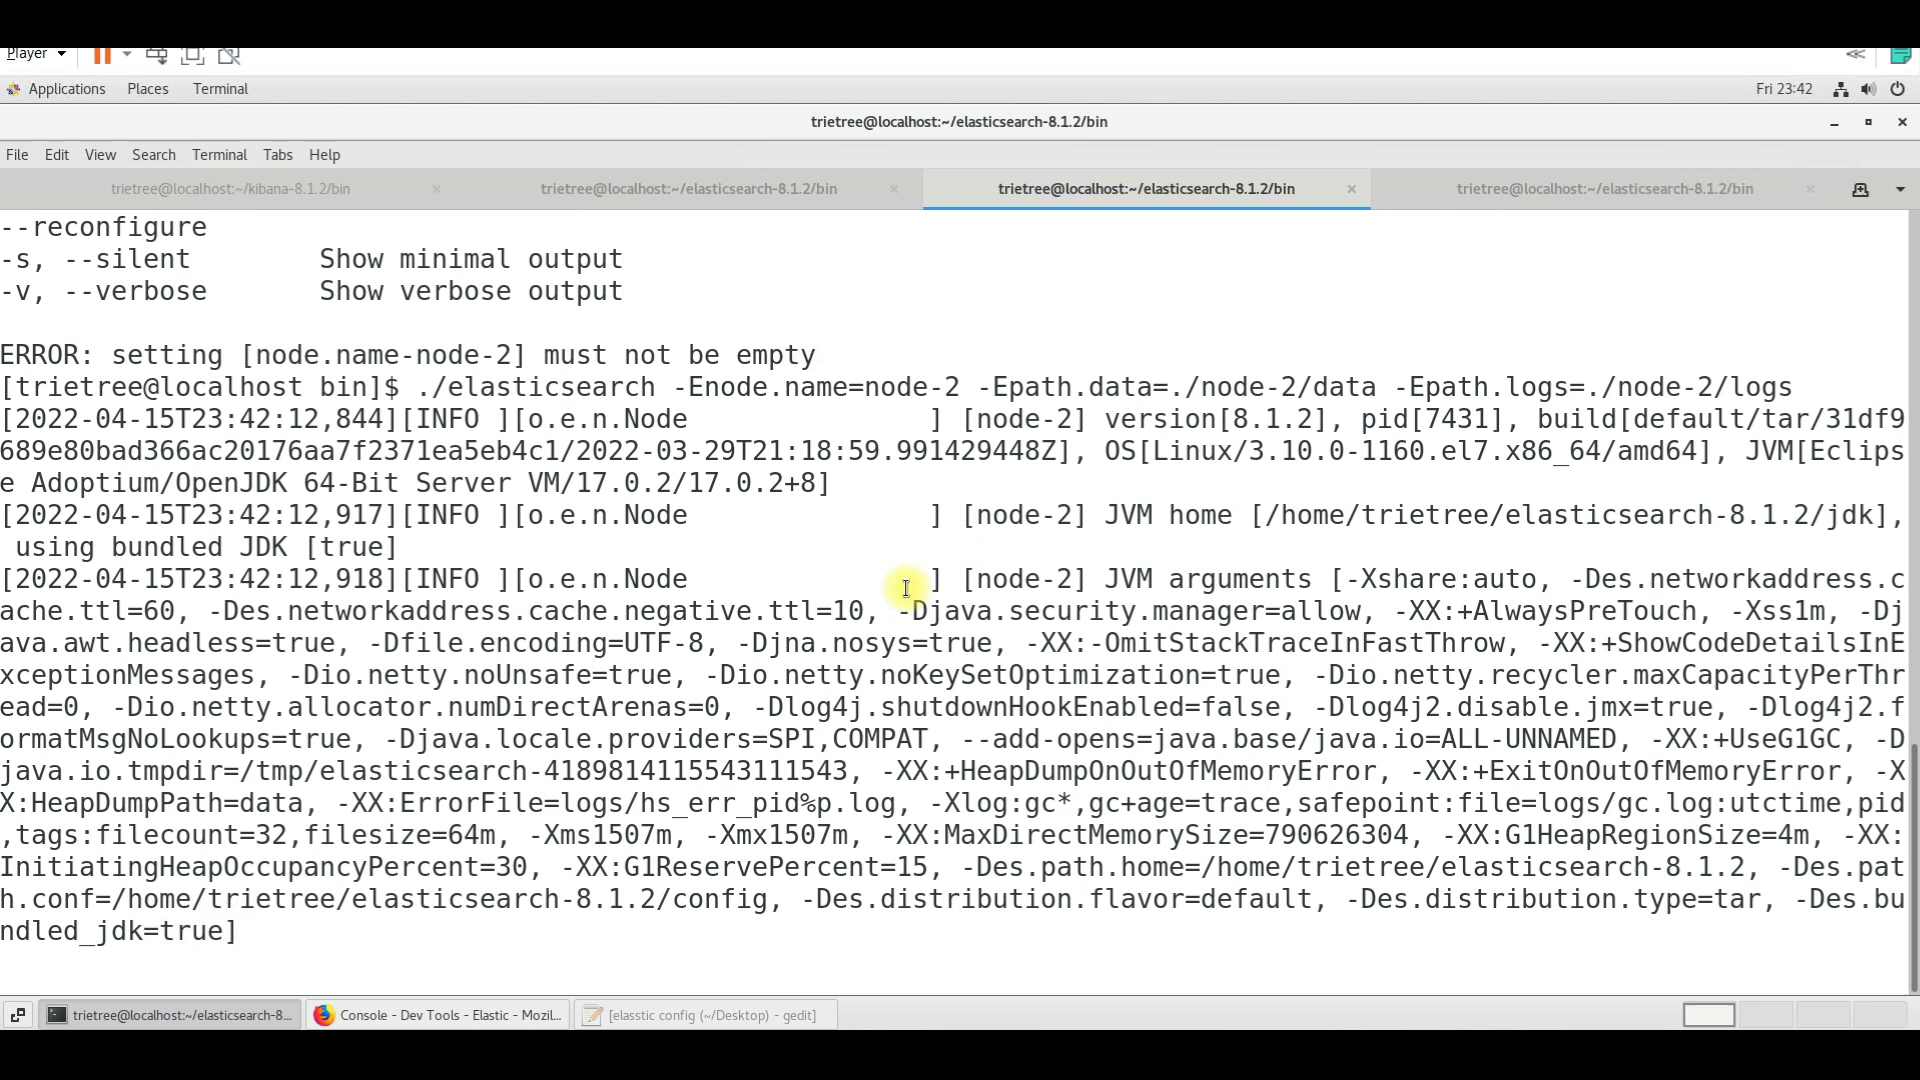 Player
Applications Places Terminal Fri 23:42
trietree@localhost:~/elasticsearch-8.1.2/bin
File Edit View Search Terminal Tabs Help
trietree@localhost:~/kibana-8.1.2/bin trietree@localhost:~/elasticsearch-8.1.2/bin trietree@localhost:~/elasticsearch-8.1.2/bin trietree@localhost:~/elasticsearch-8.1.2/bin
--reconfigure
-s, --silent        Show minimal output
-v, --verbose       Show verbose output
ERROR: setting [node.name-node-2] must not be empty
[trietree@localhost bin]$ ./elasticsearch -Enode.name=node-2 -Epath.data=./node-2/data -Epath.logs=./node-2/logs
[2022-04-15T23:42:12,844][INFO ][o.e.n.Node               ] [node-2] version[8.1.2], pid[7431], build[default/tar/31df9
689e80bad366ac20176aa7f2371ea5eb4c1/2022-03-29T21:18:59.991429448Z], OS[Linux/3.10.0-1160.el7.x86_64/amd64], JVM[Eclips
e Adoptium/OpenJDK 64-Bit Server VM/17.0.2/17.0.2+8]
[2022-04-15T23:42:12,917][INFO ][o.e.n.Node               ] [node-2] JVM home [/home/trietree/elasticsearch-8.1.2/jdk],
 using bundled JDK [true]
[2022-04-15T23:42:12,918][INFO ][o.e.n.Node               ] [node-2] JVM arguments [-Xshare:auto, -Des.networkaddress.c
ache.ttl=60, -Des.networkaddress.cache.negative.ttl=10, -Djava.security.manager=allow, -XX:+AlwaysPreTouch, -Xss1m, -Dj
ava.awt.headless=true, -Dfile.encoding=UTF-8, -Djna.nosys=true, -XX:-OmitStackTraceInFastThrow, -XX:+ShowCodeDetailsInE
xceptionMessages, -Dio.netty.noUnsafe=true, -Dio.netty.noKeySetOptimization=true, -Dio.netty.recycler.maxCapacityPerThr
ead=0, -Dio.netty.allocator.numDirectArenas=0, -Dlog4j.shutdownHookEnabled=false, -Dlog4j2.disable.jmx=true, -Dlog4j2.f
ormatMsgNoLookups=true, -Djava.locale.providers=SPI,COMPAT, --add-opens=java.base/java.io=ALL-UNNAMED, -XX:+UseG1GC, -D
java.io.tmpdir=/tmp/elasticsearch-4189814115543111543, -XX:+HeapDumpOnOutOfMemoryError, -XX:+ExitOnOutOfMemoryError, -X
X:HeapDumpPath=data, -XX:ErrorFile=logs/hs_err_pid%p.log, -Xlog:gc*,gc+age=trace,safepoint:file=logs/gc.log:utctime,pid
,tags:filecount=32,filesize=64m, -Xms1507m, -Xmx1507m, -XX:MaxDirectMemorySize=790626304, -XX:G1HeapRegionSize=4m, -XX:
InitiatingHeapOccupancyPercent=30, -XX:G1ReservePercent=15, -Des.path.home=/home/trietree/elasticsearch-8.1.2, -Des.pat
h.conf=/home/trietree/elasticsearch-8.1.2/config, -Des.distribution.flavor=default, -Des.distribution.type=tar, -Des.bu
ndled_jdk=true]
trietree@localhost:~/elasticsearch-8... Console - Dev Tools - Elastic - Mozil... [elasstic config (~/Desktop) - gedit]